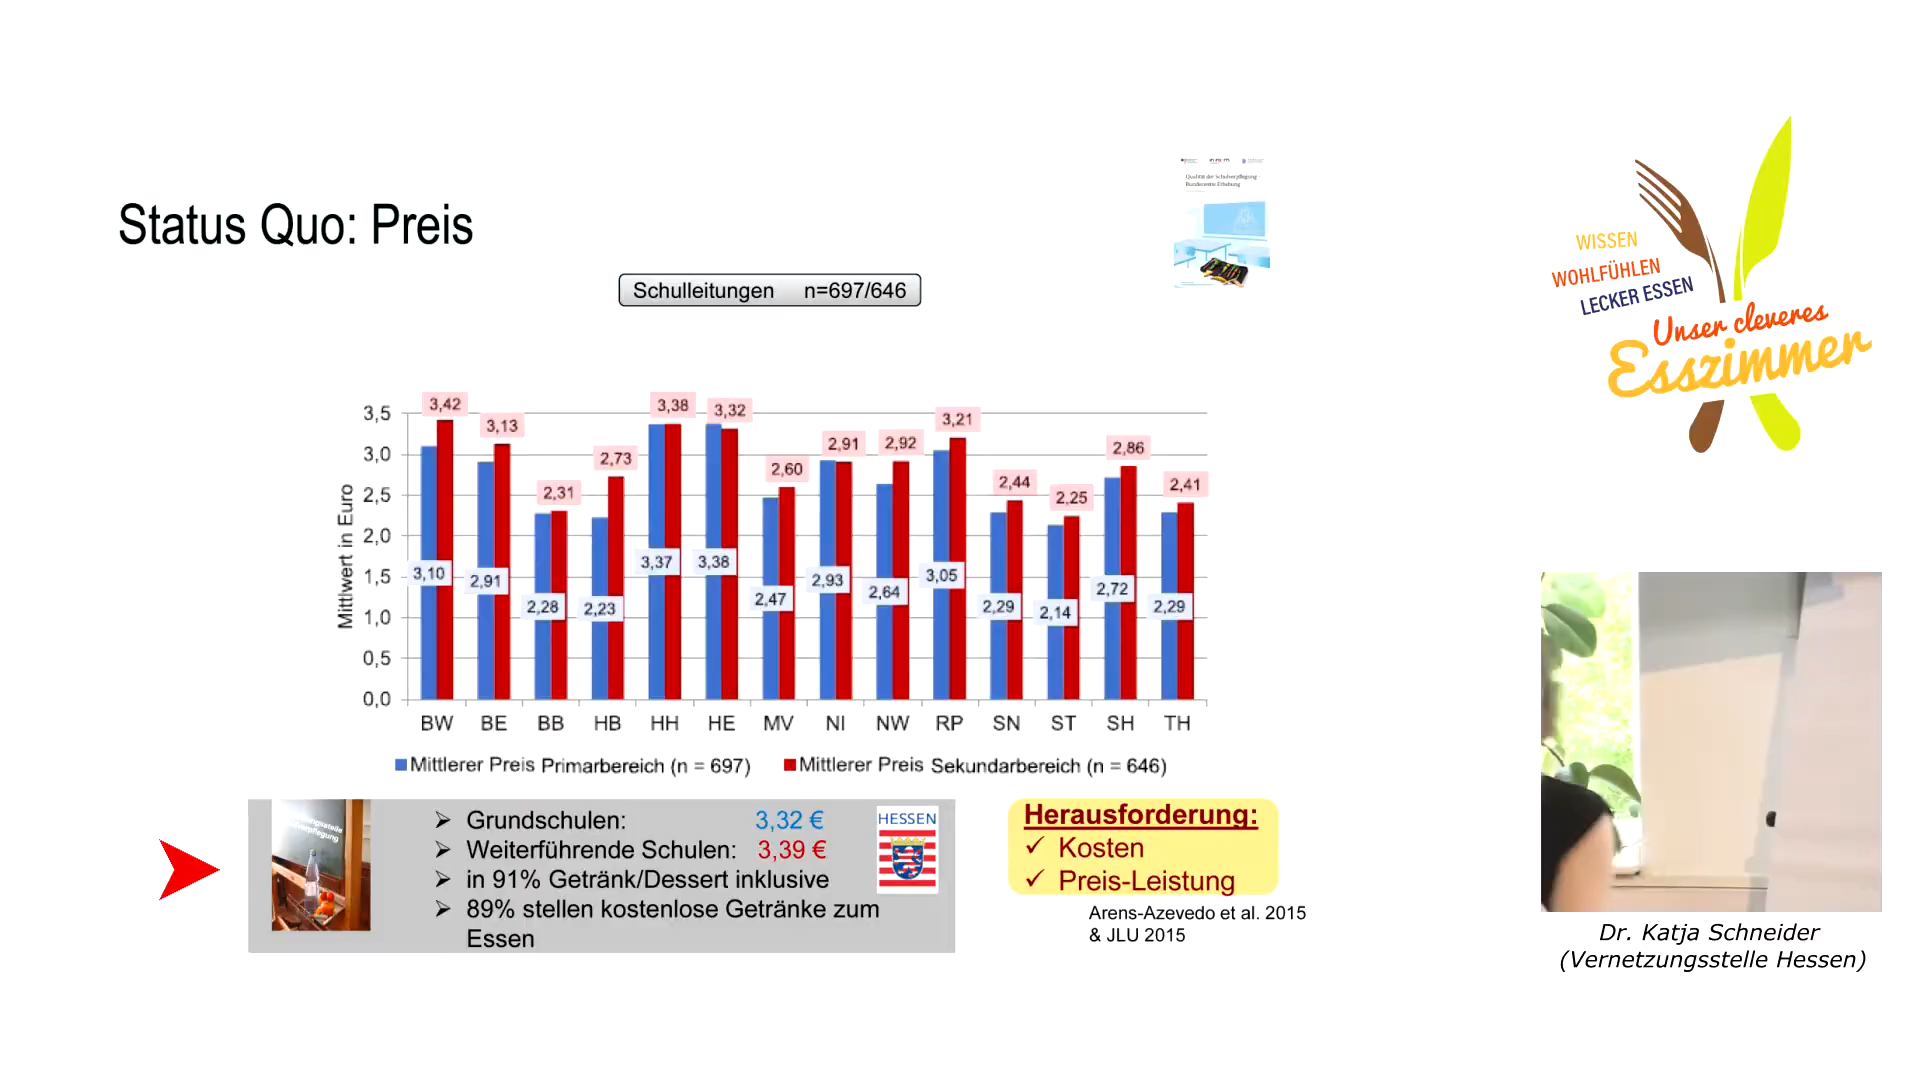 Status Quo: Preis
Schulleitungen n=697/646
Qualität der Schulverpflegung -
Bundesweite Erhebung
WISSEN
WOHLFÜHLEN
LECKER ESSEN
Unser cleveres
Esszimmer
Mittlwert in Euro
3,5
3,0
2,5
2,0
1,5
1,0
0,5
0,0
3,42
3,13
2,31
2,73
3,38
3,32
2,60
2,91
2,92
3,21
2,44
2,25
2,86
2,41
3,10
2,91
2,28
2,23
3,37
3,38
2,47
2,93
2,64
3,05
2,29
2,14
2,72
2,29
BW BE BB HB HH HE MV NI NW RP SN ST SH TH
Mittlerer Preis Primarbereich (n = 697) Mittlerer Preis Sekundarbereich (n = 646)
Grundschulen: 3,32 €
Weiterführende Schulen: 3,39 €
in 91% Getränk/Dessert inklusive
89% stellen kostenlose Getränke zum
Essen
HESSEN
Herausforderung:
✓ Kosten
✓ Preis-Leistung
Arens-Azevedo et al. 2015
& JLU 2015
Dr. Katja Schneider
(Vernetzungsstelle Hessen)